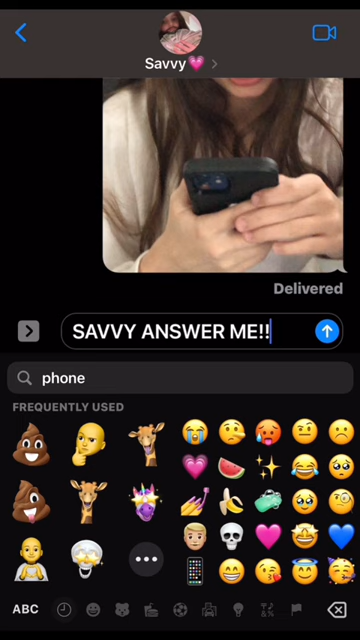 Savvy💗
Delivered
SAVVY ANSWER ME!!
phone
FREQUENTLY USED
ABC